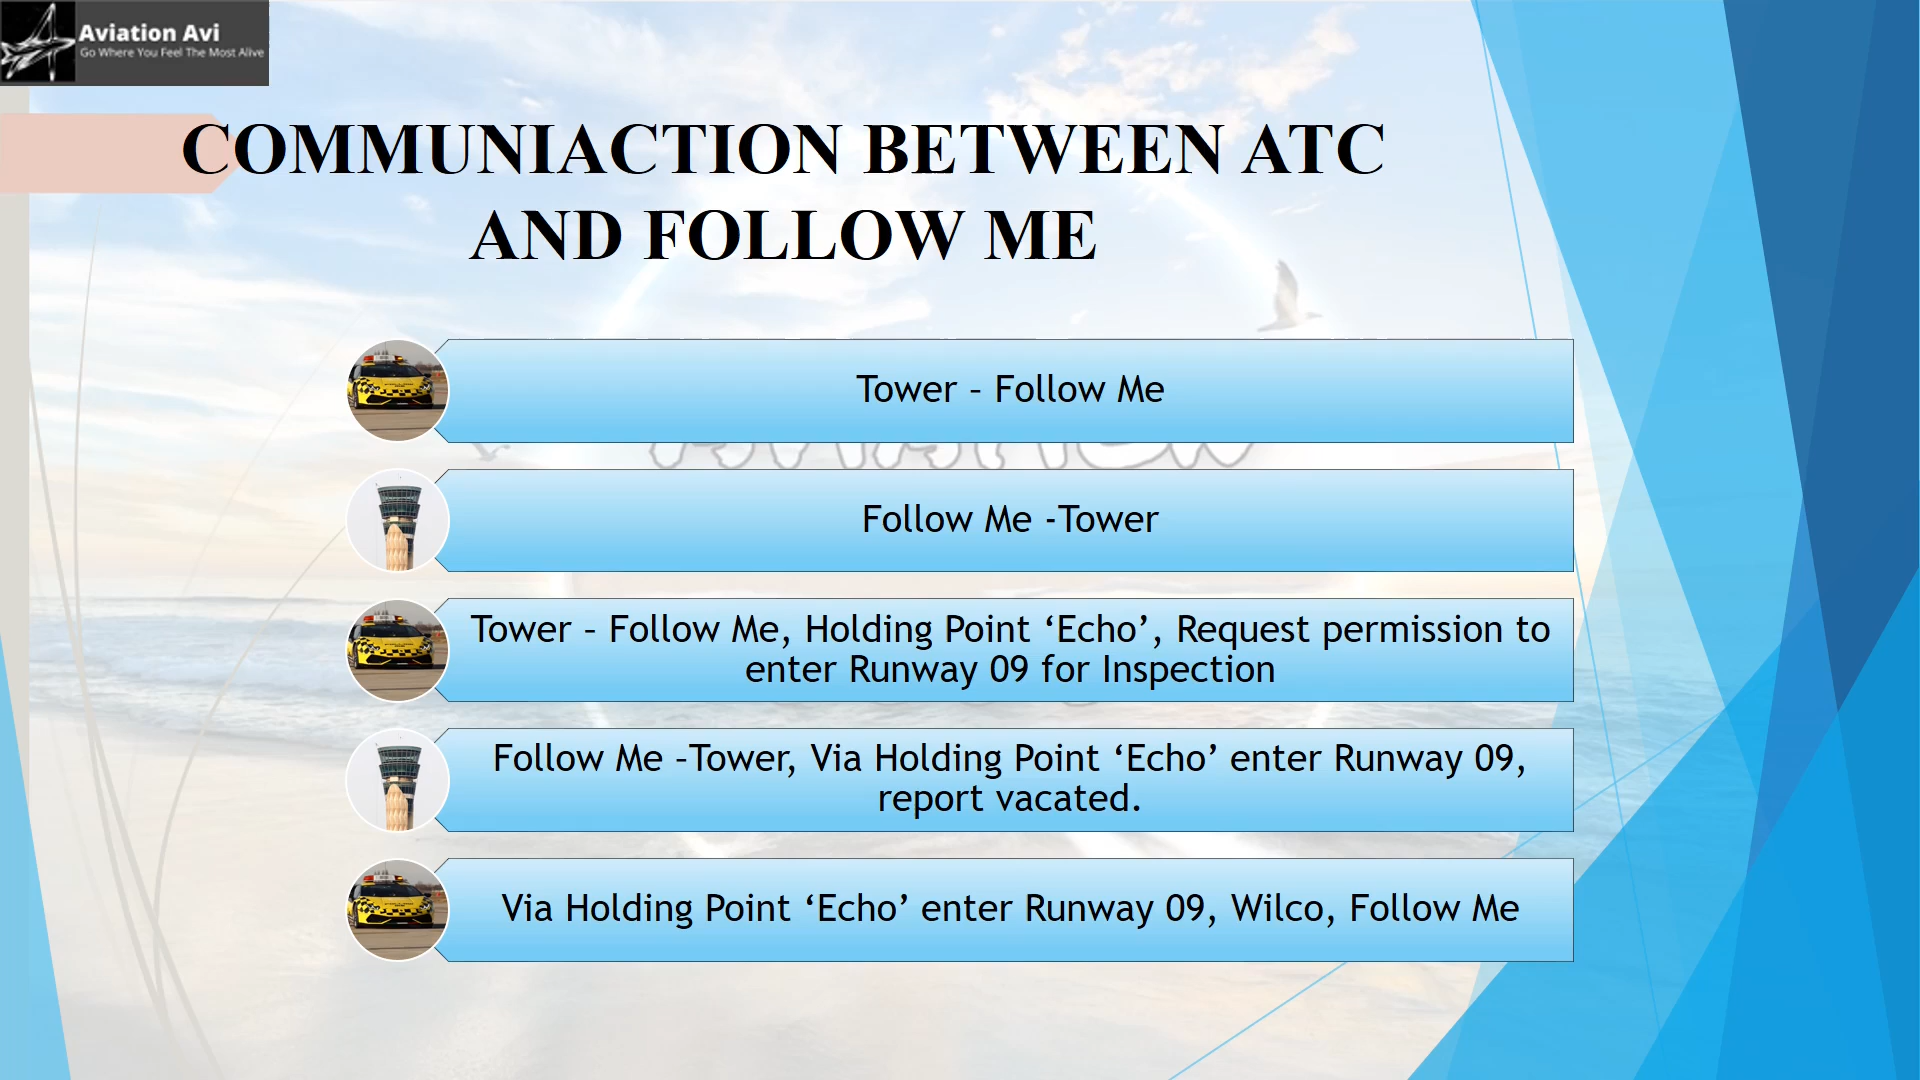 Aviation Avi
Go Where You Feel The Most Alive
COMMUNIACTION BETWEEN ATC
AND FOLLOW ME
Tower – Follow Me
Follow Me -Tower
Tower – Follow Me, Holding Point ‘Echo’, Request permission to
enter Runway 09 for Inspection
Follow Me –Tower, Via Holding Point ‘Echo’ enter Runway 09,
report vacated.
Via Holding Point ‘Echo’ enter Runway 09, Wilco, Follow Me